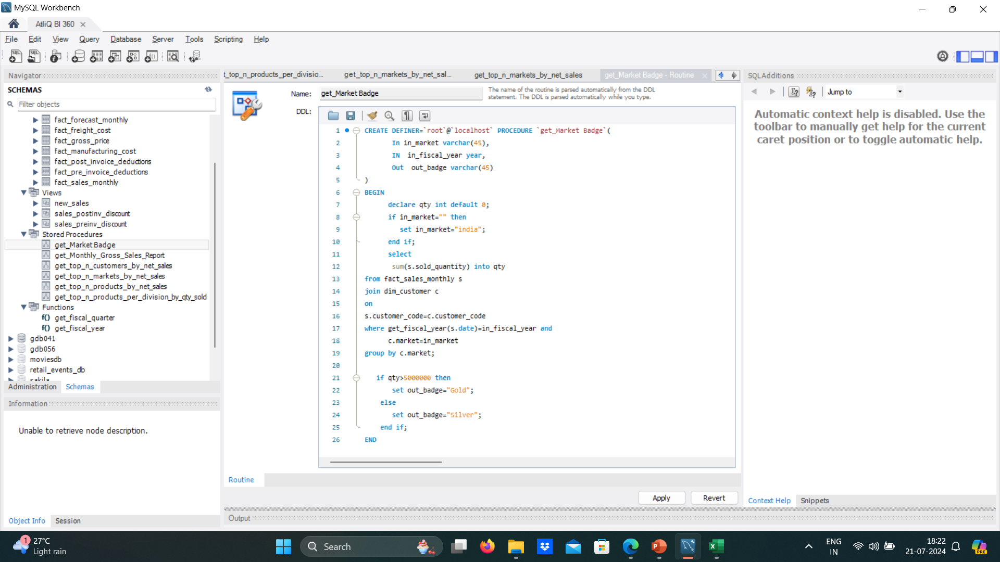 MySQL Workbench
AtliQ BI 360
File Edit View Query Database Server Tools Scripting Help
Navigator
SCHEMAS
Filter objects
fact_forecast_monthly
fact_freight_cost
fact_gross_price
fact_manufacturing_cost
fact_post_invoice_deductions
fact_pre_invoice_deductions
fact_sales_monthly
Views
new_sales
sales_postinv_discount
sales_preinv_discount
Stored Procedures
get_Market Badge
get_Monthly_Gross_Sales_Report
get_top_n_customers_by_net_sales
get_top_n_markets_by_net_sales
get_top_n_products_by_net_sales
get_top_n_products_per_division_by_qty_sold
Functions
f() get_fiscal_quarter
f() get_fiscal_year
gdb041
gdb056
moviesdb
retail_events_db
sakila
Administration Schemas
Information
Unable to retrieve node description.
Object Info Session
t_top_n_products_per_divisio... get_top_n_markets_by_net_sal... get_top_n_markets_by_net_sales get_Market Badge - Routine
Name: get_Market Badge
The name of the routine is parsed automatically from the DDL
statement. The DDL is parsed automatically while you type.
DDL:
1 CREATE DEFINER=`root`@`localhost` PROCEDURE `get_Market Badge`(
2 In in_market varchar(45),
3 IN in_fiscal_year year,
4 Out out_badge varchar(45)
5 )
6 BEGIN
7 declare qty int default 0;
8 if in_market="" then
9 set in_market="india";
10 end if;
11 select
12 sum(s.sold_quantity) into qty
13 from fact_sales_monthly s
14 join dim_customer c
15 on
16 s.customer_code=c.customer_code
17 where get_fiscal_year(s.date)=in_fiscal_year and
18 c.market=in_market
19 group by c.market;
20
21 if qty>5000000 then
22 set out_badge="Gold";
23 else
24 set out_badge="Silver";
25 end if;
26 END
Routine
Apply Revert
Output
SQLAdditions
Jump to
Automatic context help is disabled. Use the
toolbar to manually get help for the current
caret position or to toggle automatic help.
Context Help Snippets
1
27°C
Light rain
Search
ENG
IN
18:22
21-07-2024
PRE